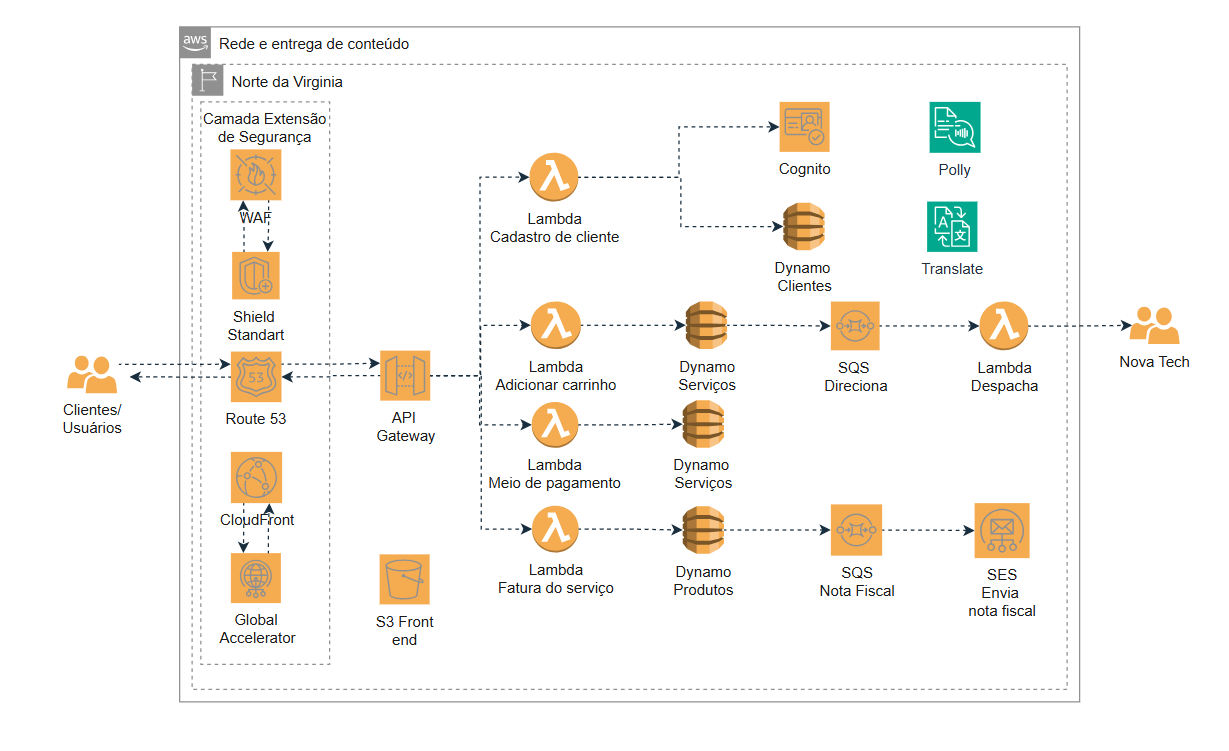 aws
Rede e entrega de conteúdo
Norte da Virginia
Camada Extensão
de Segurança
WAF
Shield
Standart
Clientes/
Usuários
53
Route 53
CloudFront
Global
Accelerator
API
Gateway
S3 Front
end
Lambda
Cadastro de cliente
Cognito
Dynamo
Clientes
Polly
A
文
Translate
Lambda
Adicionar carrinho
Dynamo
Serviços
SQS
Direciona
Lambda
Despacha
Nova Tech
Lambda
Meio de pagamento
Dynamo
Serviços
Lambda
Fatura do serviço
Dynamo
Produtos
SQS
Nota Fiscal
SES
Envia
nota fiscal